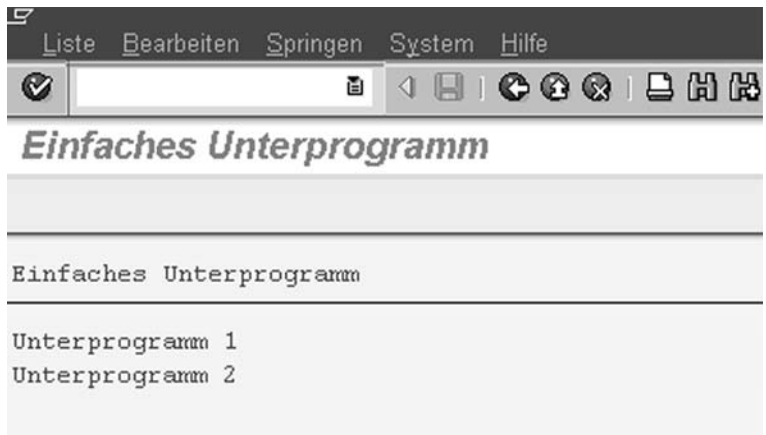 Liste Bearbeiten Springen System Hilfe
Einfaches Unterprogramm
Einfaches Unterprogramm
Unterprogramm 1
Unterprogramm 2